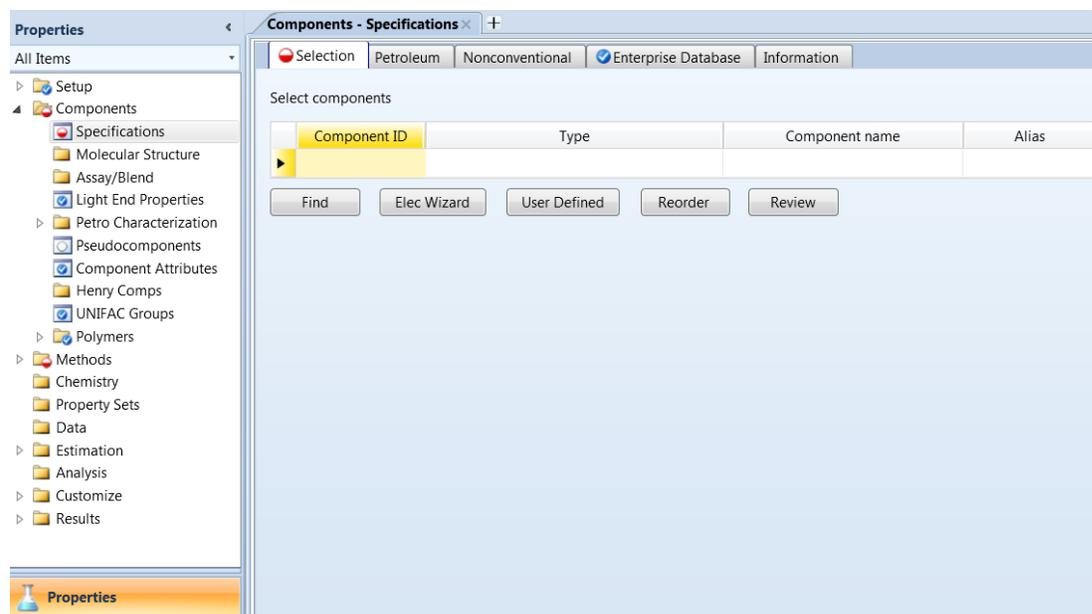 Properties
All Items
Setup
Components
Specifications
Molecular Structure
Assay/Blend
Light End Properties
Petro Characterization
Pseudocomponents
Component Attributes
Henry Comps
UNIFAC Groups
Polymers
Methods
Chemistry
Property Sets
Data
Estimation
Analysis
Customize
Results
Properties
Components - Specifications
Selection Petroleum Nonconventional Enterprise Database Information
Select components
Component ID Type Component name Alias
Find Elec Wizard User Defined Reorder Review